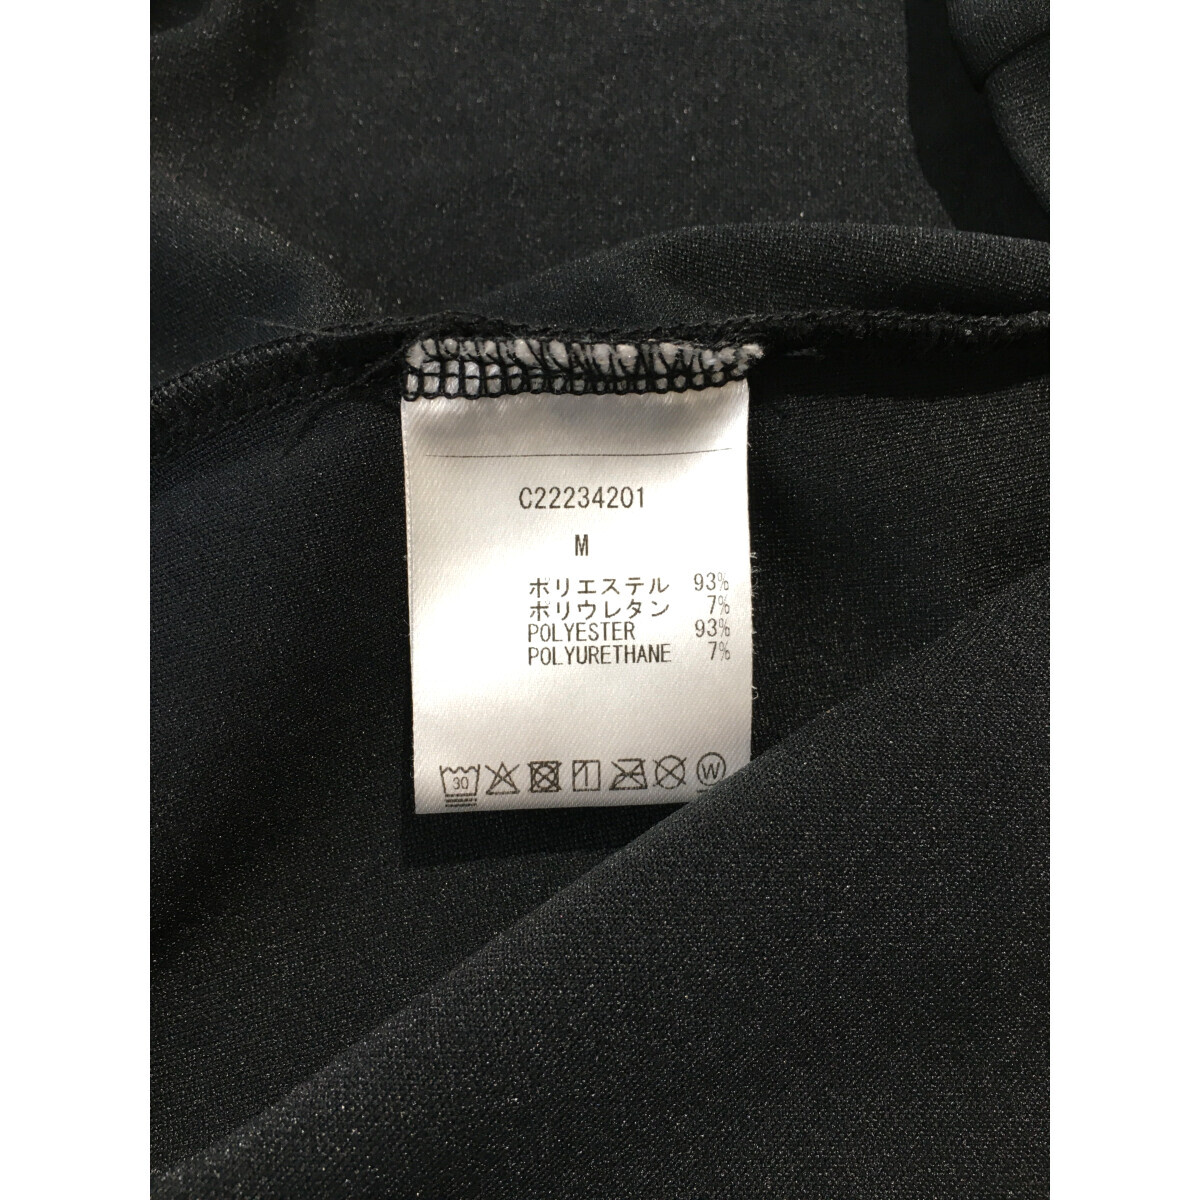 C22234201
M
ポリエステル 93%
ポリウレタン 7%
POLYESTER 93%
POLYURETHANE 7%
30 W